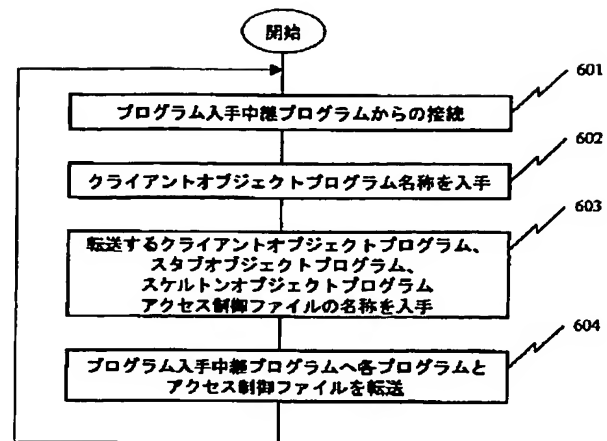 開始
601
プログラム入手中継プログラムからの接続
602
クライアントオブジェクトプログラム名称を入手
603
転送するクライアントオブジェクトプログラム、
スタブオブジェクトプログラム、
スケルトンオブジェクトプログラム
アクセス制御ファイルの名称を入手
604
プログラム入手中継プログラムへ各プログラムと
アクセス制御ファイルを転送